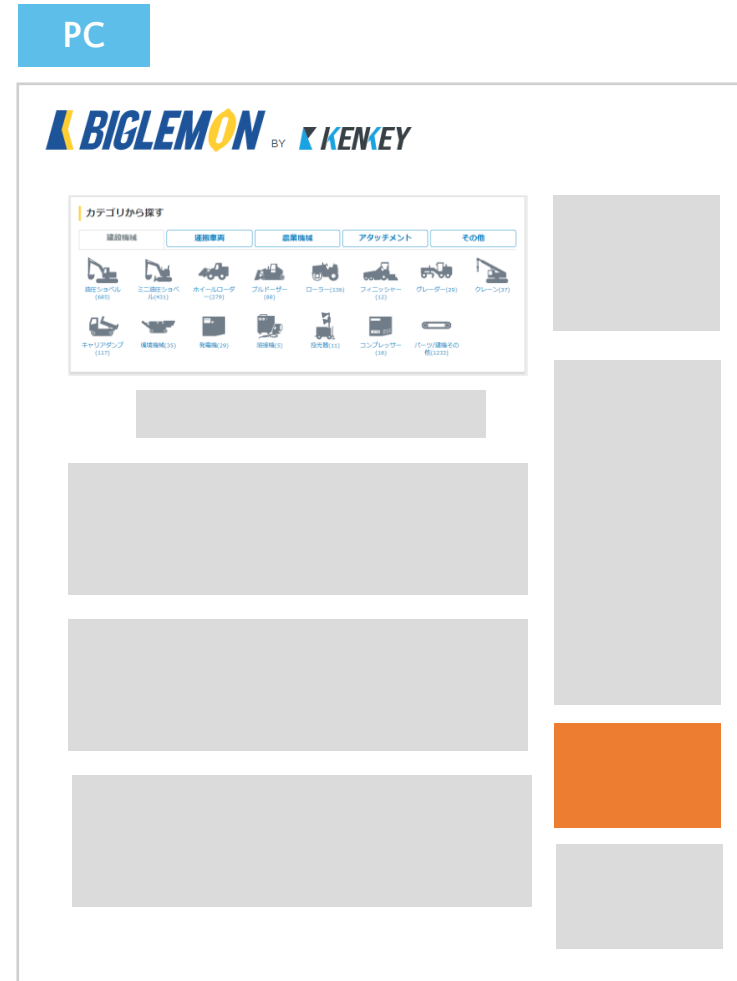 PC
BIGLEMON BY KENKEY
カテゴリから探す
建設機械 運搬車両 農業機械 アタッチメント その他
油圧ショベル ミニ油圧ショベ ホイールローダ ブルドーザー ローラー(136) フィニッシャー グレーダー(29) クレーン(37)
(685) ル(431) ー(279) (88) (12)
キャリアダンプ 環境機械(35) 発電機(29) 溶接機(5) 投光器(11) コンプレッサー パーツ/建機その
(117) (16) 他(1232)